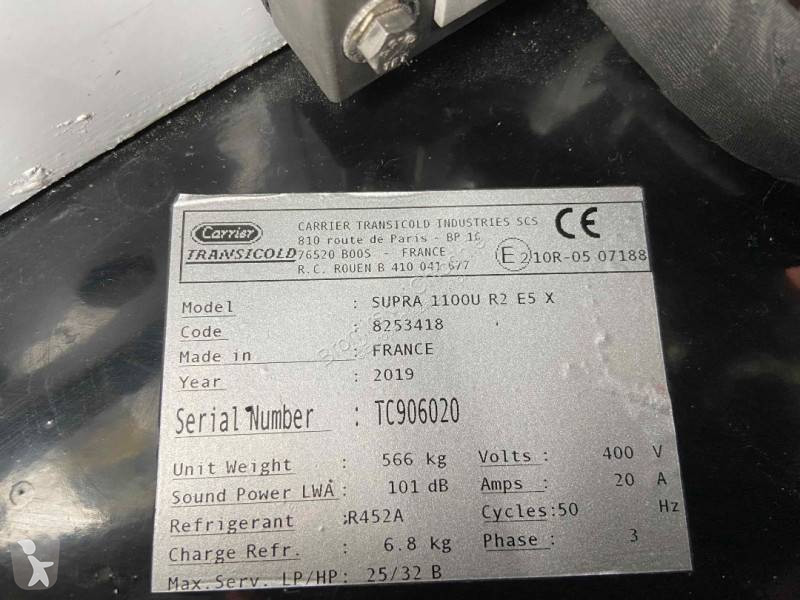 Carrier
TRANSICOLD
CARRIER TRANSICOLD INDUSTRIES SCS
810 route de Paris - BP 16
76520 BOOS - FRANCE
R.C. ROUEN B 410 041 677
CE
E 2 10R-05 07188
Model : SUPRA 1100U R2 E5 X
Code : 8253418
Made in : FRANCE
Year : 2019
Serial Number : TC906020
Unit Weight : 566 kg Volts : 400 V
Sound Power LWA : 101 dB Amps : 20 A
Refrigerant :R452A Cycles:50 Hz
Charge Refr. : 6.8 kg Phase : 3
Max.Serv. LP/HP: 25/32 B